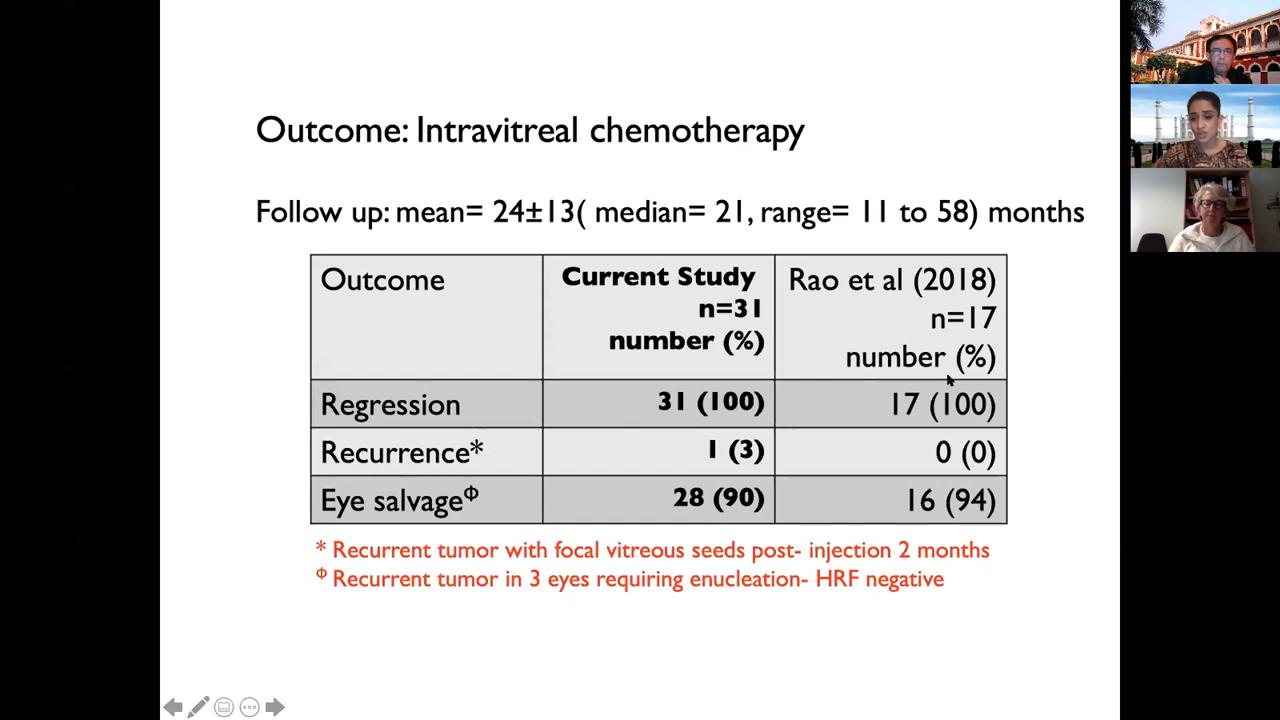 Outcome: Intravitreal chemotherapy
Follow up: mean= 24±13( median= 21, range= 11 to 58) months
Outcome
Current Study
n=31
number (%)
Rao et al (2018)
n=17
number (%)
Regression
31 (100)
17 (100)
Recurrence*
1 (3)
0 (0)
Eye salvageᶲ
28 (90)
16 (94)
* Recurrent tumor with focal vitreous seeds post- injection 2 months
ᶲ Recurrent tumor in 3 eyes requiring enucleation- HRF negative